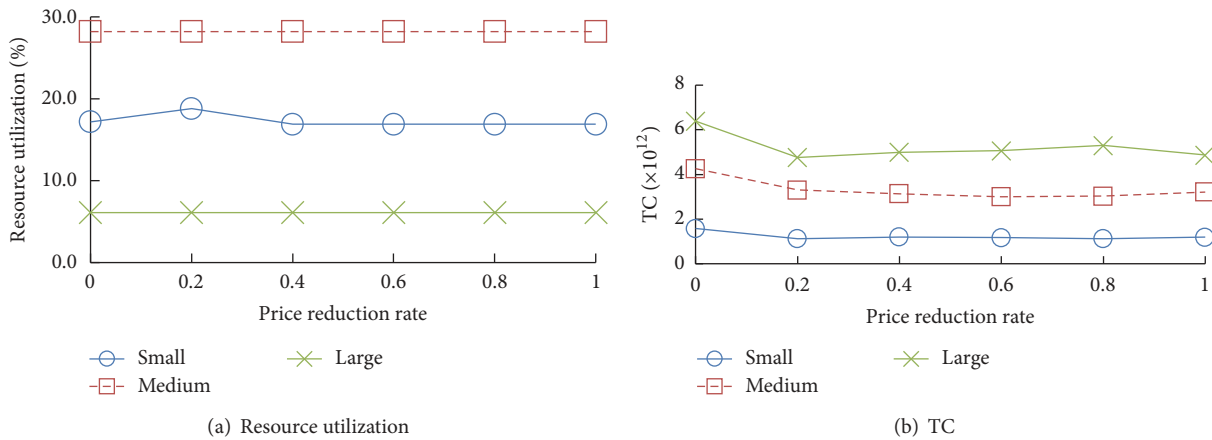 30.0
20.0
10.0
0.0
Resource utilization (%)
0 0.2 0.4 0.6 0.8 1
Price reduction rate
Small Large
Medium
(a) Resource utilization
8
6
4
2
0
TC (×10¹²)
0 0.2 0.4 0.6 0.8 1
Price reduction rate
Small Large
Medium
(b) TC